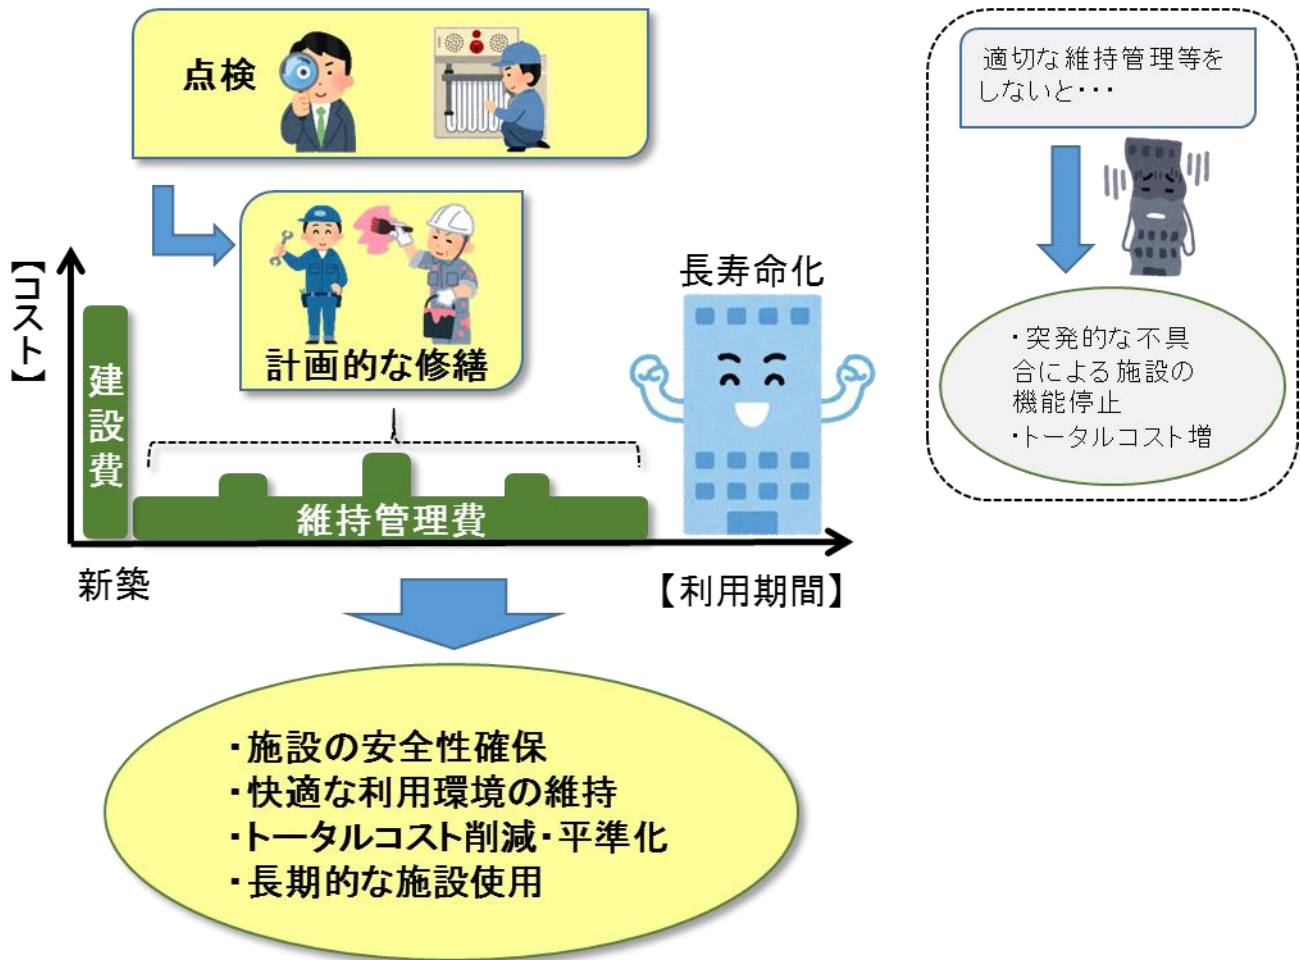 点検
計画的な修繕
【コスト】
建設費
維持管理費
長寿命化
新築
【利用期間】
・施設の安全性確保
・快適な利用環境の維持
・トータルコスト削減・平準化
・長期的な施設使用
適切な維持管理等を
しないと・・・
・突発的な不具
合による施設の
機能停止
・トータルコスト増